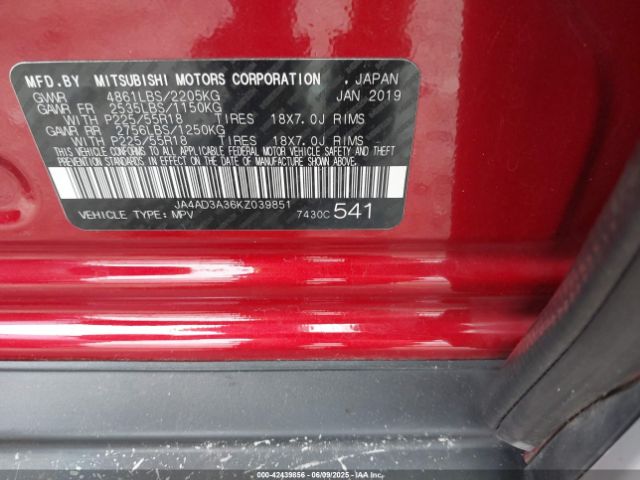 MFD.BY MITSUBISHI MOTORS CORPORATION . JAPAN
GVWR 4861LBS/2205KG JAN 2019
GAWR FR 2535LBS/1150KG
WITH P225/55R18 TIRES 18X7.0J RIMS
GAWR RR 2756LBS/1250KG
WITH P225/55R18 TIRES 18X7.0J RIMS
THIS VEHICLE CONFORMS TO ALL APPLICABLE FEDERAL MOTOR VEHICLE SAFETY AND THEFT
PREVENTION STANDARDS IN EFFECT ON THE DATE OF MANUFACTURE SHOWN ABOVE.
JA4AD3A36KZ039851
VEHICLE TYPE: MPV 7430C 541
000-42439856 - 06/09/2025 - IAAI.COM